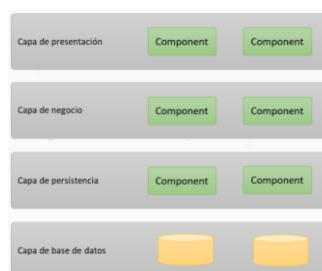 Capa de presentación Component Component
Capa de negocio Component Component
Capa de persistencia Component Component
Capa de base de datos